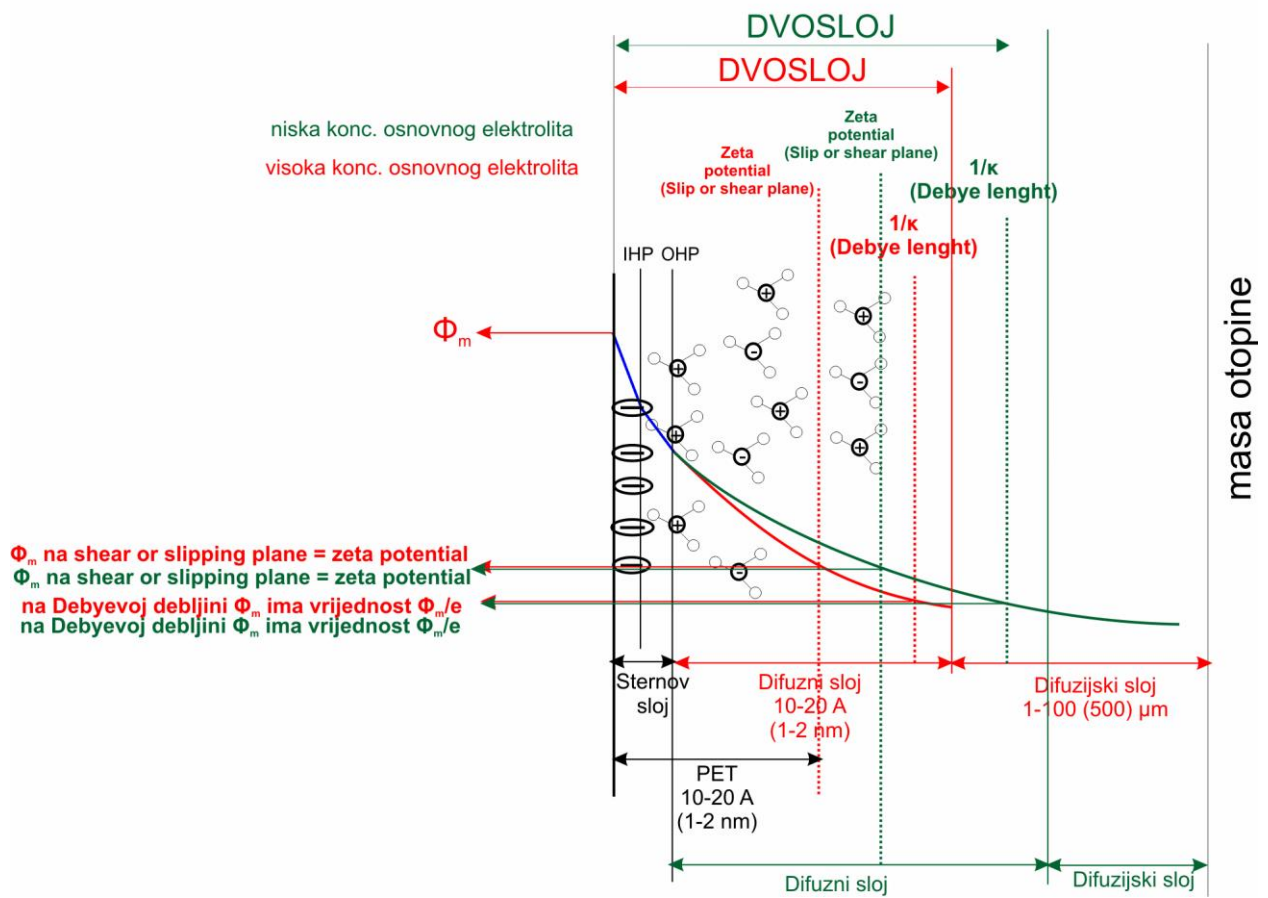 DVOSLOJ
DVOSLOJ
niska konc. osnovnog elektrolita
visoka konc. osnovnog elektrolita
Zeta
potential
(Slip or shear plane)
Zeta
potential
(Slip or shear plane)
1/κ
(Debye lenght)
1/κ
(Debye lenght)
IHP OHP
Φm
masa otopine
Φm na shear or slipping plane = zeta potential
Φm na shear or slipping plane = zeta potential
na Debyevoj debljini Φm ima vrijednost Φm/e
na Debyevoj debljini Φm ima vrijednost Φm/e
Sternov
sloj
Difuzni sloj
10-20 A
(1-2 nm)
Difuzijski sloj
1-100 (500) μm
PET
10-20 A
(1-2 nm)
Difuzni sloj
Difuzijski sloj